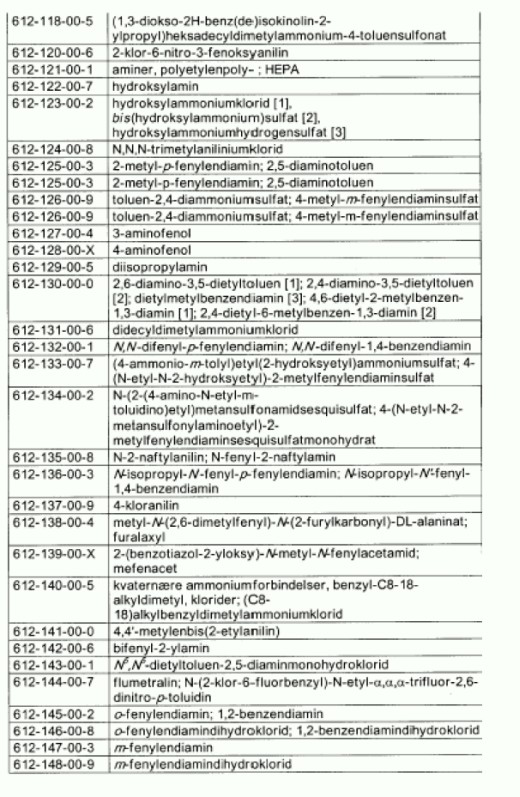 612-118-00-5 (1,3-diokso-2H-benz(de)isokinolin-2-
ylpropyl)heksadecyldimetylammonium-4-toluensulfonat
612-120-00-6 2-klor-6-nitro-3-fenoksyanilin
612-121-00-1 aminer, polyetylenpoly- ; HEPA
612-122-00-7 hydroksylamin
612-123-00-2 hydroksylammoniumklorid [1],
bis(hydroksylammonium)sulfat [2],
hydroksylammoniumhydrogensulfat [3]
612-124-00-8 N,N,N-trimetylaniliniumklorid
612-125-00-3 2-metyl-p-fenylendiamin; 2,5-diaminotoluen
612-125-00-3 2-metyl-p-fenylendiamin; 2,5-diaminotoluen
612-126-00-9 toluen-2,4-diammoniumsulfat; 4-metyl-m-fenylendiaminsulfat
612-126-00-9 toluen-2,4-diammoniumsulfat; 4-metyl-m-fenylendiaminsulfat
612-127-00-4 3-aminofenol
612-128-00-X 4-aminofenol
612-129-00-5 diisopropylamin
612-130-00-0 2,6-diamino-3,5-dietyltoluen [1]; 2,4-diamino-3,5-dietyltoluen
[2]; dietylmetylbenzendiamin [3]; 4,6-dietyl-2-metylbenzen-
1,3-diamin [1]; 2,4-dietyl-6-metylbenzen-1,3-diamin [2]
612-131-00-6 didecyldimetylammoniumklorid
612-132-00-1 N,N-difenyl-p-fenylendiamin; N,N-difenyl-1,4-benzendiamin
612-133-00-7 (4-ammonio-m-tolyl)etyl(2-hydroksyetyl)ammoniumsulfat; 4-
(N-etyl-N-2-hydroksyetyl)-2-metylfenylendiaminsulfat
612-134-00-2 N-(2-(4-amino-N-etyl-m-
toluidino)etyl)metansulfonamidsesquisulfat; 4-(N-etyl-N-2-
metansulfonylaminoetyl)-2-
metylfenylendiaminsesquisulfatmonohydrat
612-135-00-8 N-2-naftylanilin; N-fenyl-2-naftylamin
612-136-00-3 N-isopropyl-N-fenyl-p-fenylendiamin; N-isopropyl-N'-fenyl-
1,4-benzendiamin
612-137-00-9 4-kloranilin
612-138-00-4 metyl-N-(2,6-dimetylfenyl)-N-(2-furylkarbonyl)-DL-alaninat;
furalaxyl
612-139-00-X 2-(benzotiazol-2-yloksy)-N-metyl-N-fenylacetamid;
mefenacet
612-140-00-5 kvaternære ammoniumforbindelser, benzyl-C8-18-
alkyldimetyl, klorider; (C8-
18)alkylbenzyldimetylammoniumklorid
612-141-00-0 4,4'-metylenbis(2-etylanilin)
612-142-00-6 bifenyl-2-ylamin
612-143-00-1 -dietyltoluen-2,5-diaminmonohydroklorid
612-144-00-7 flumetralin; N-(2-klor-6-fluorbenzyl)-N-etyl-α,α,α-trifluor-2,6-
dinitro-p-toluidin
612-145-00-2 o-fenylendiamin; 1,2-benzendiamin
612-146-00-8 o-fenylendiamindihydroklorid; 1,2-benzendiamindihydroklorid
612-147-00-3 m-fenylendiamin
612-148-00-9 m-fenylendiamindihydroklorid